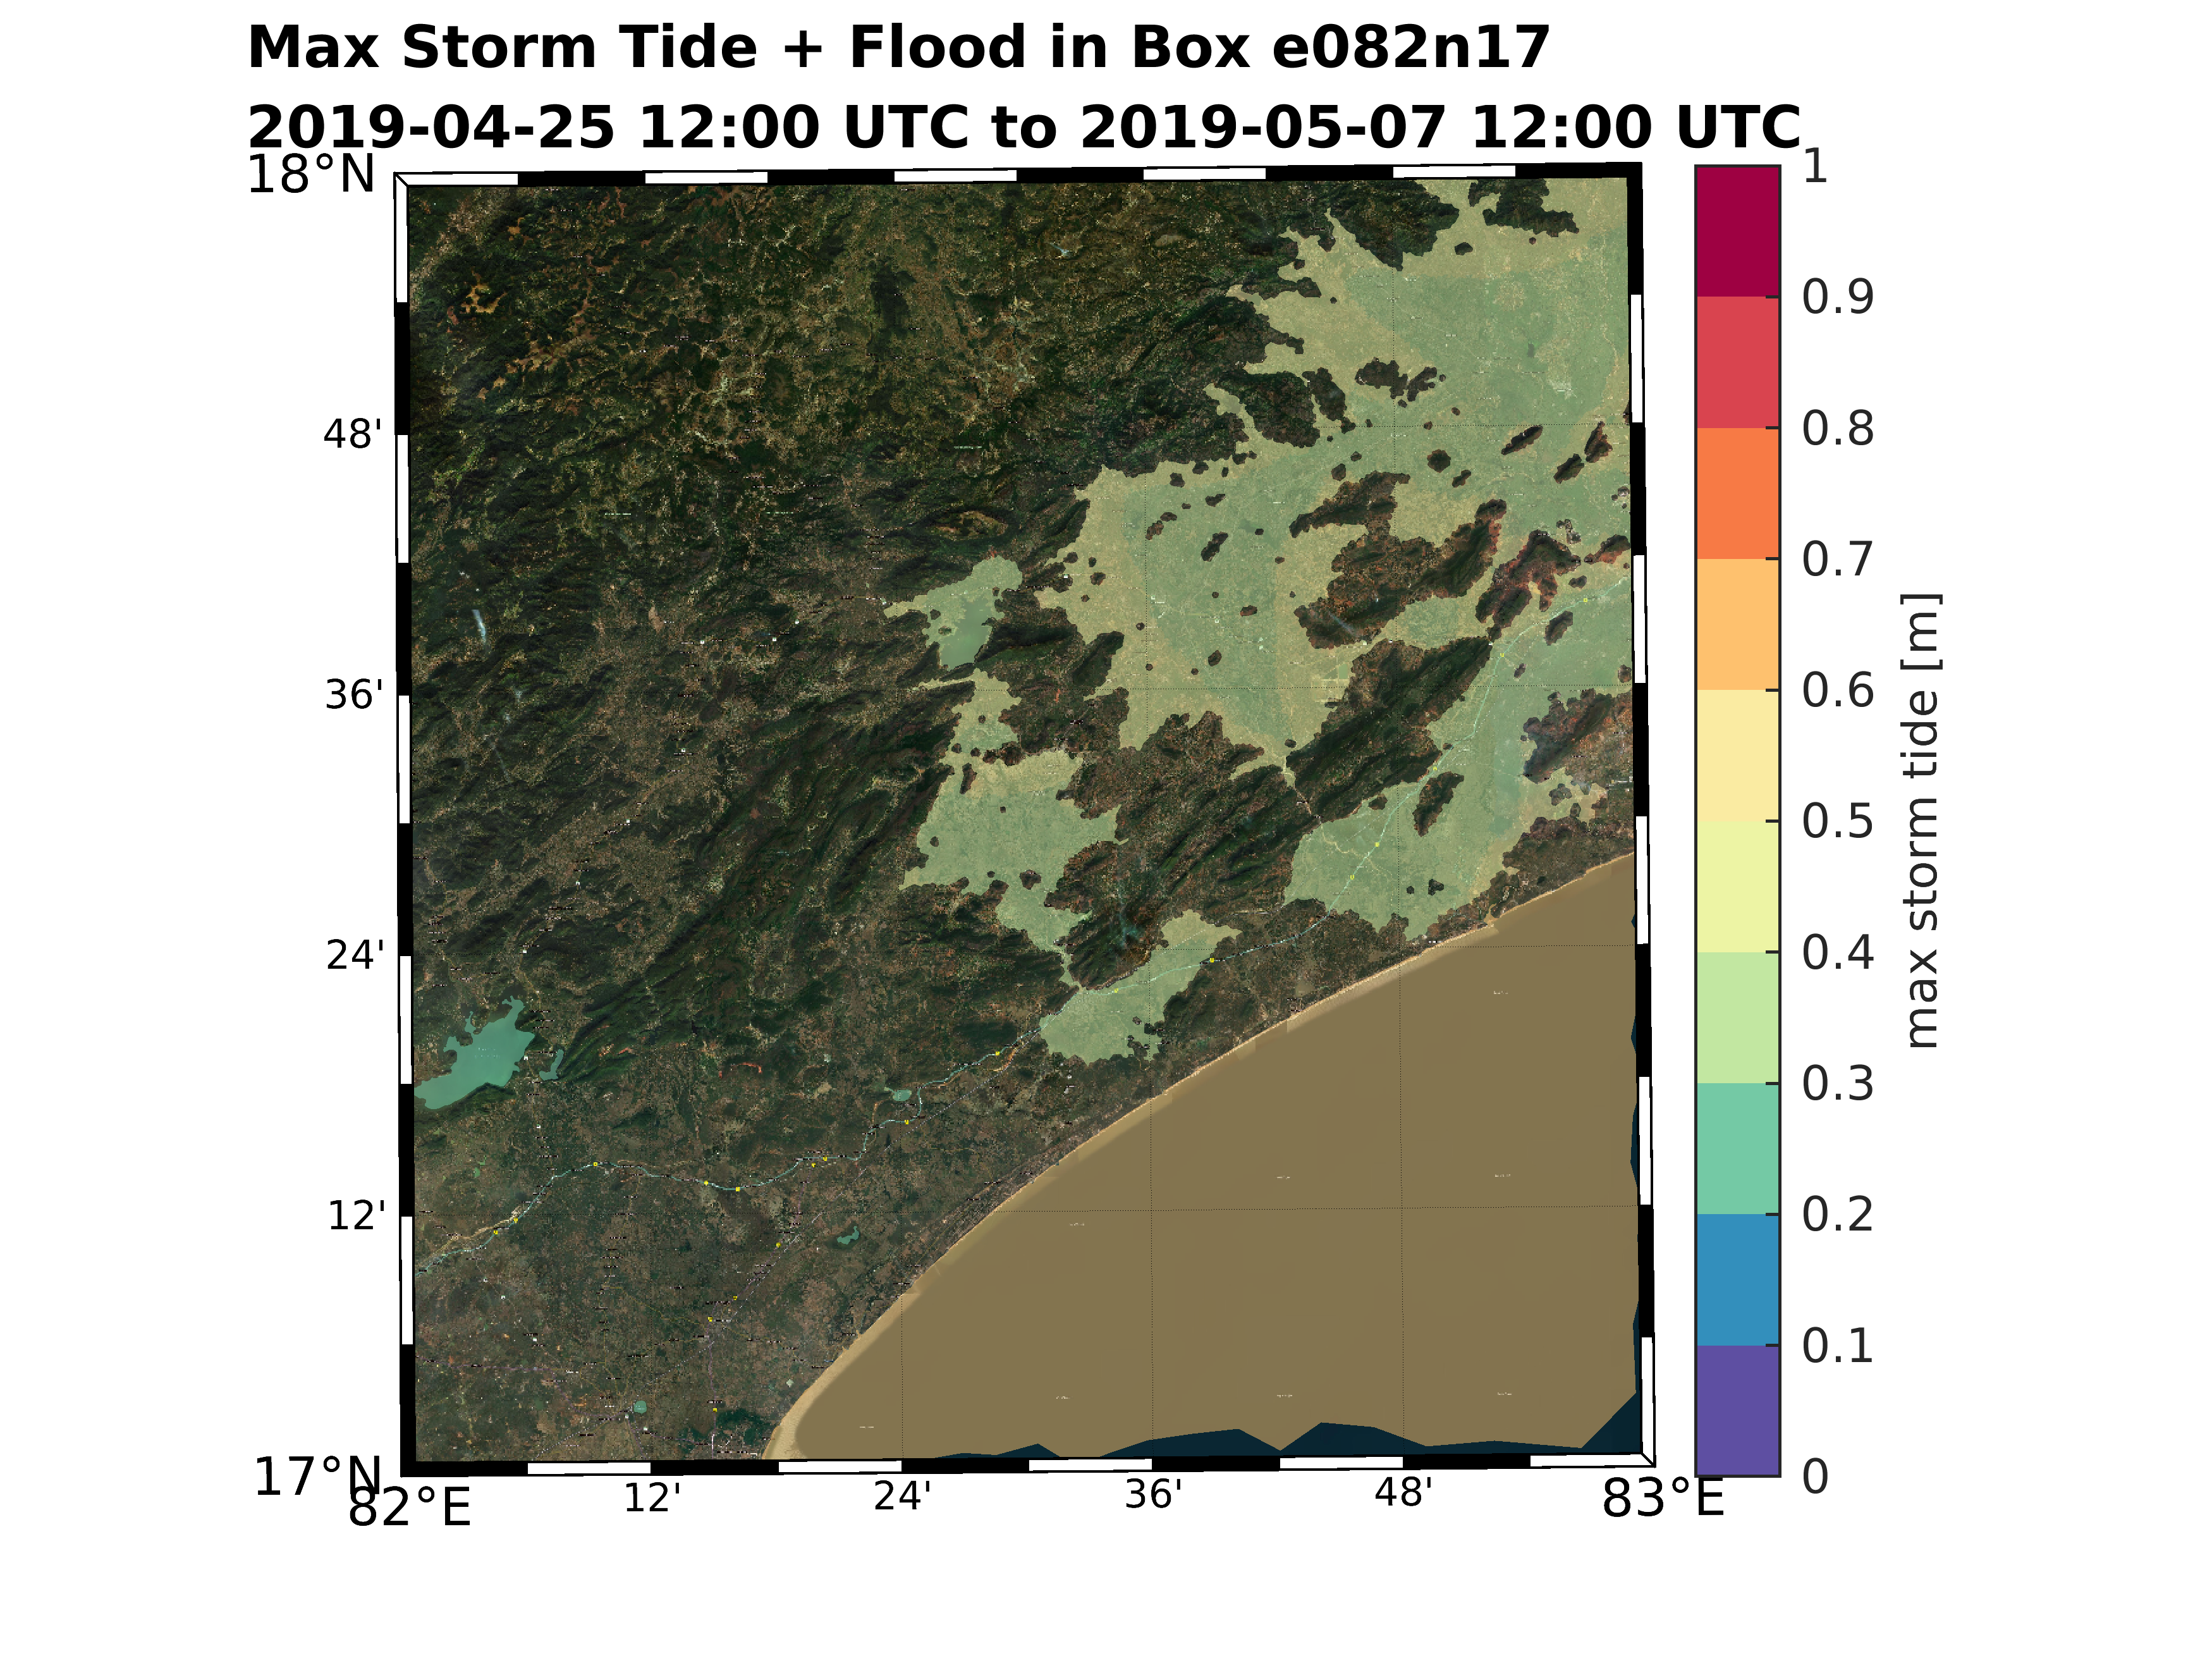 Max Storm Tide + Flood in Box e082n17
2019-04-25 12:00 UTC to 2019-05-07 12:00 UTC
18°N
48'
36'
24'
12'
17°N
82°E
12'
24'
36'
48'
83°E
1
0.9
0.8
0.7
0.6
0.5
0.4
0.3
0.2
0.1
0
max storm tide [m]